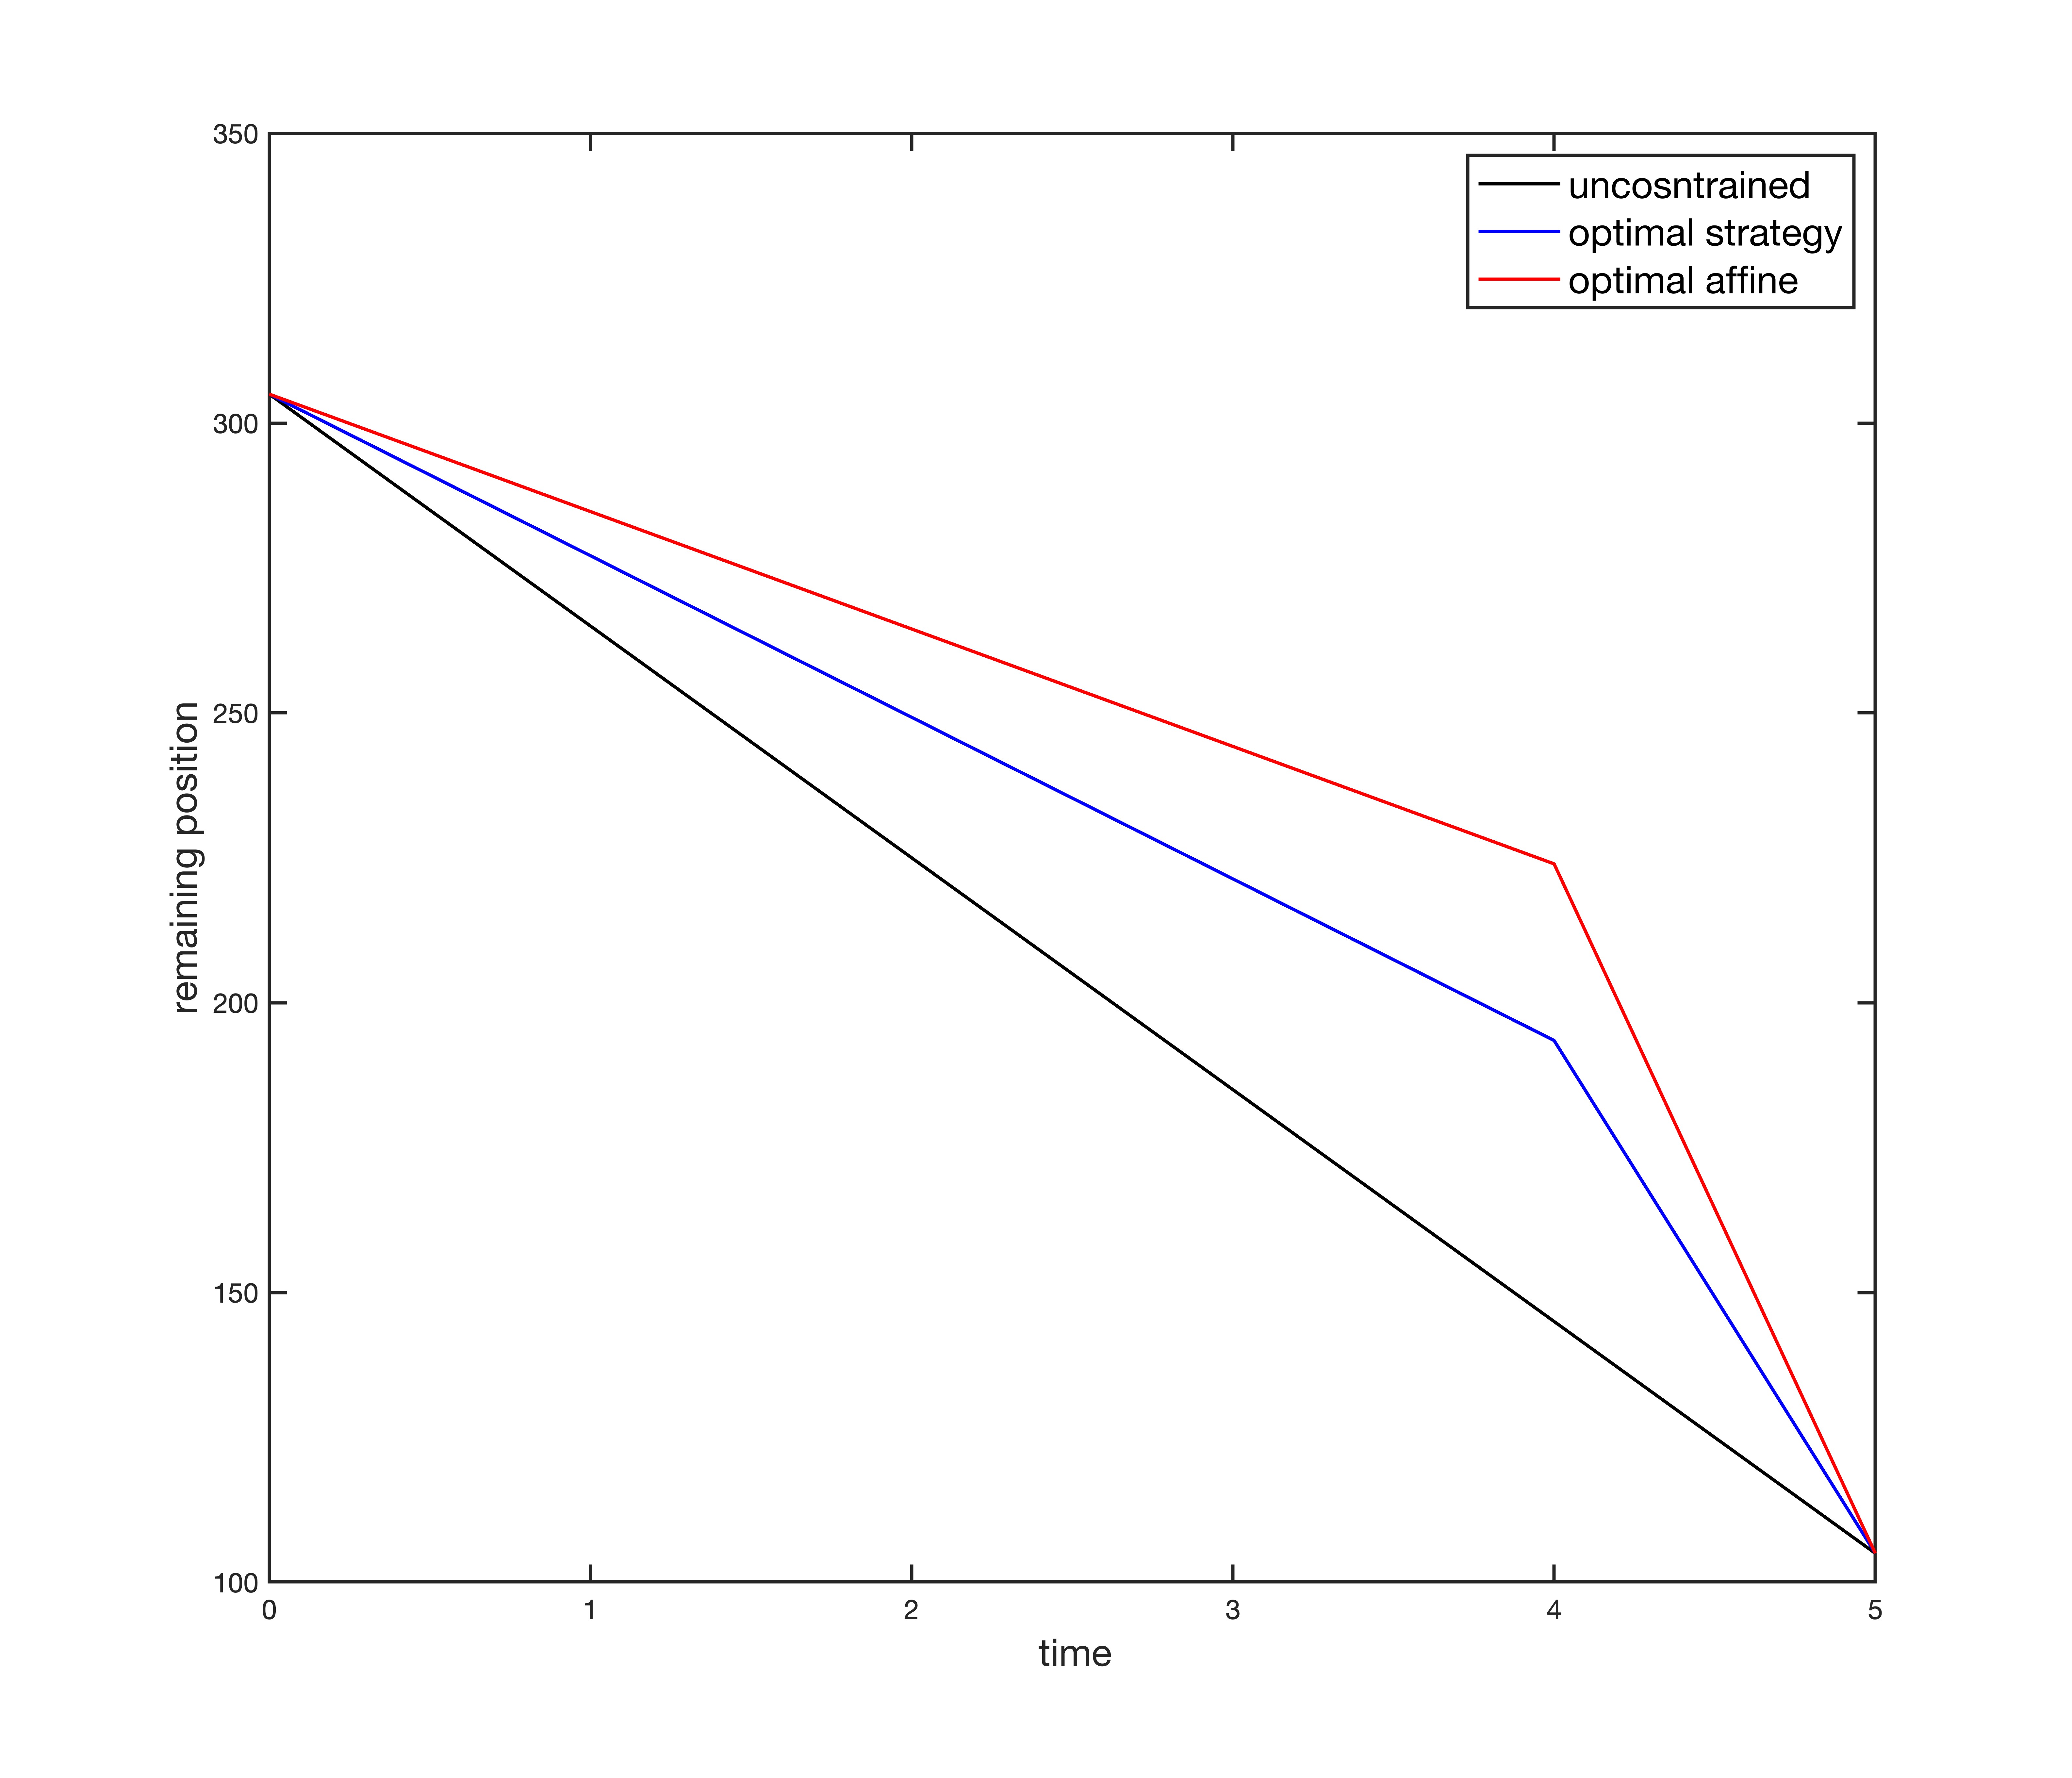 350
300
250
200
150
100
0 1 2 3 4 5
time
remaining position
uncosntrained
optimal strategy
optimal affine